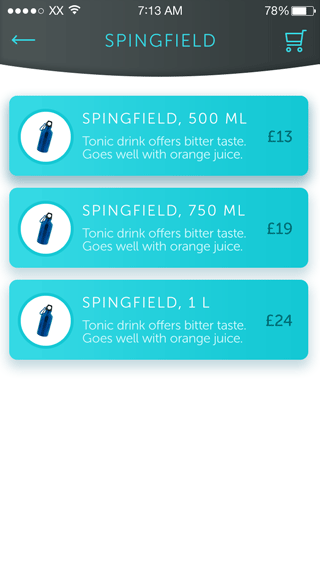 XX 7:13 AM 78%
SPINGFIELD
SPINGFIELD, 500 ML
Tonic drink offers bitter taste.
Goes well with orange juice.
£13
SPINGFIELD, 750 ML
Tonic drink offers bitter taste.
Goes well with orange juice.
£19
SPINGFIELD, 1 L
Tonic drink offers bitter taste.
Goes well with orange juice.
£24